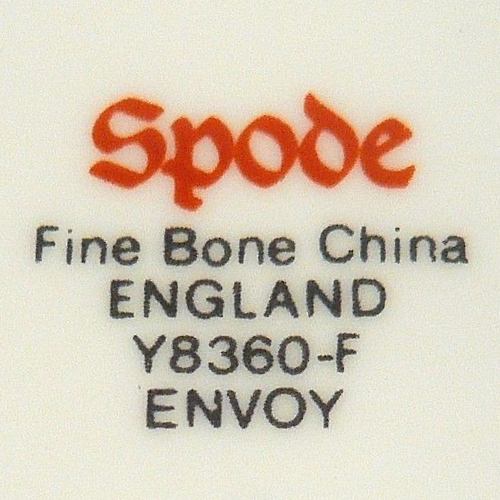 Spode
Fine Bone China
ENGLAND
Y8360-F
ENVOY